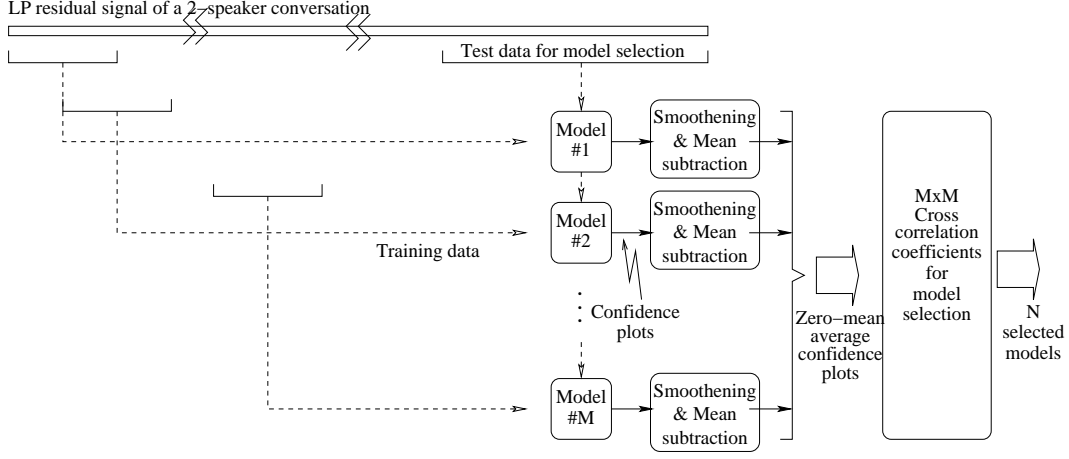 LP residual signal of a 2-speaker conversation
Test data for model selection
Model
#1
Smoothening
& Mean
subtraction
Model
#2
Smoothening
& Mean
subtraction
Training data
Confidence
plots
Model
#M
Smoothening
& Mean
subtraction
Zero-mean
average
confidence
plots
MxM
Cross
correlation
coefficients
for
model
selection
N
selected
models